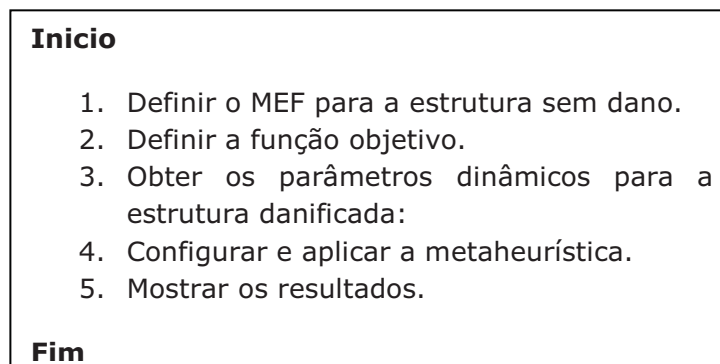 Inicio
1. Definir o MEF para a estrutura sem dano.
2. Definir a função objetivo.
3. Obter os parâmetros dinâmicos para a
estrutura danificada:
4. Configurar e aplicar a metaheurística.
5. Mostrar os resultados.
Fim